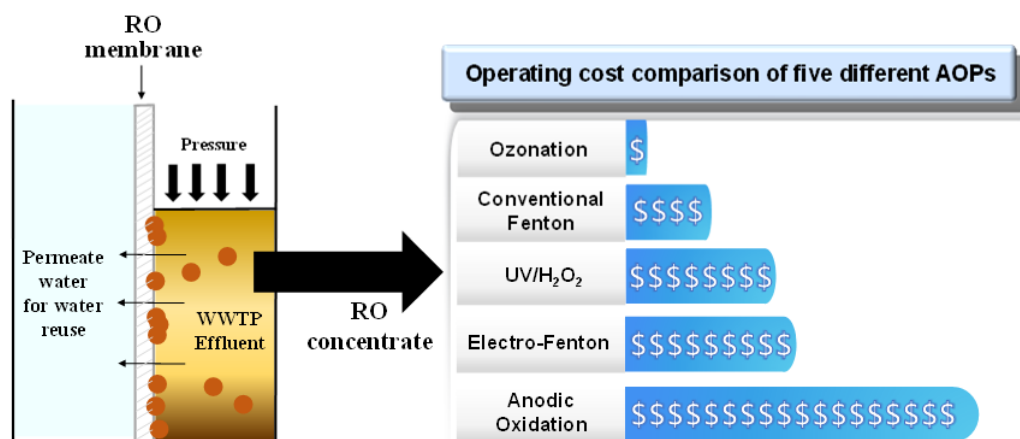 RO
membrane
Pressure
Permeate
water
for water
reuse
WWTP
Effluent
RO
concentrate
Operating cost comparison of five different AOPs
Ozonation
$
Conventional
Fenton
$$$$
UV/H₂O₂
$$$$$$$$
Electro-Fenton
$$$$$$$$$
Anodic
Oxidation
$$$$$$$$$$$$$$$$$$